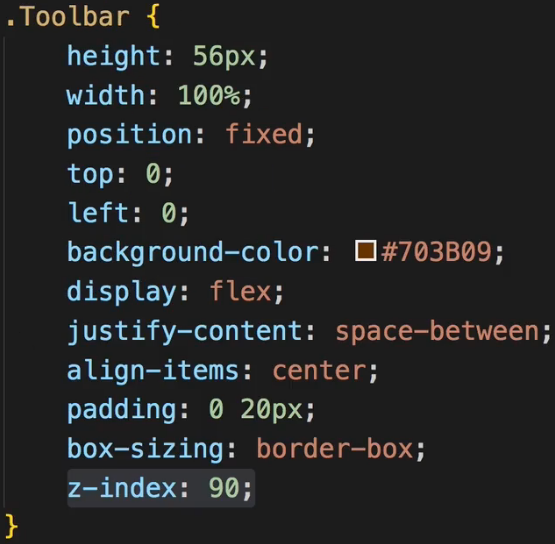 .Toolbar {
    height: 56px;
    width: 100%;
    position: fixed;
    top: 0;
    left: 0;
    background-color: #703B09;
    display: flex;
    justify-content: space-between;
    align-items: center;
    padding: 0 20px;
    box-sizing: border-box;
    z-index: 90;
}